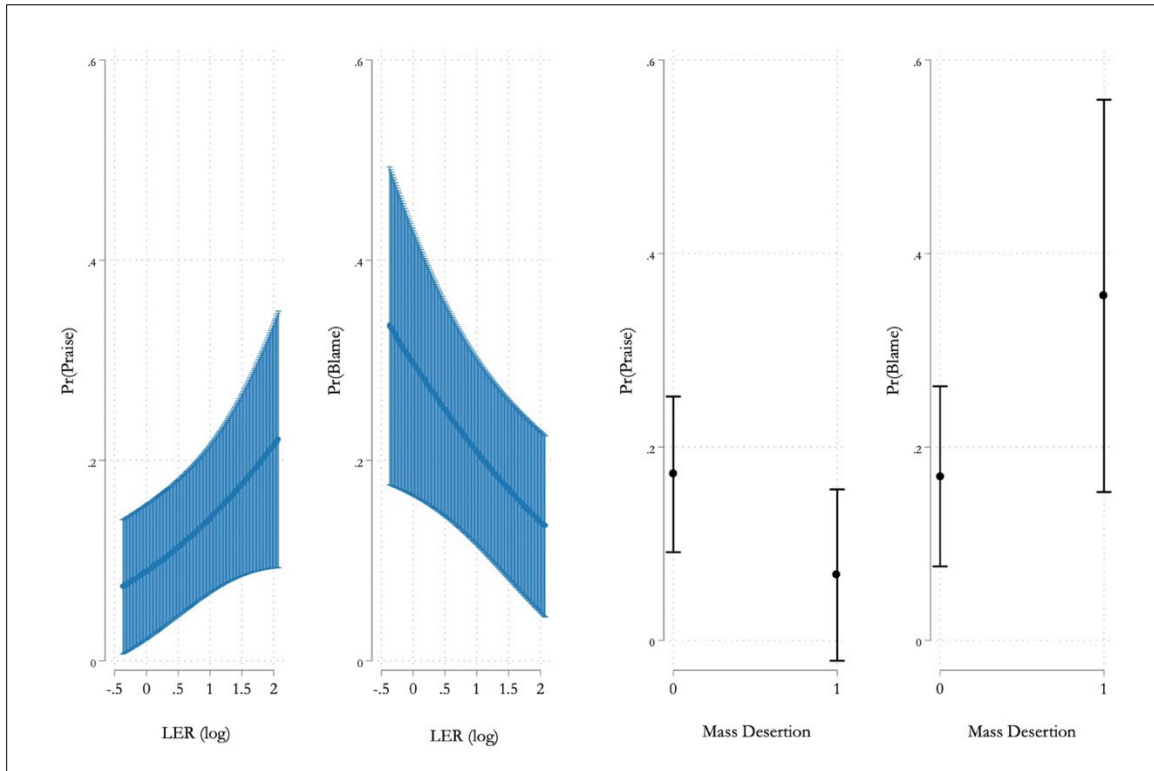 Pr(Praise)
.6
.4
.2
0
-.5 0 .5 1 1.5 2
LER (log)
Pr(Blame)
.6
.4
.2
0
-.5 0 .5 1 1.5 2
LER (log)
Pr(Praise)
.6
.4
.2
0
0 1
Mass Desertion
Pr(Blame)
.6
.4
.2
0
0 1
Mass Desertion